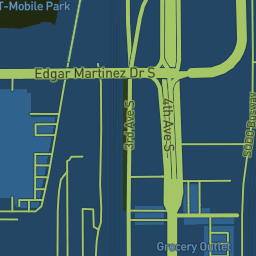 T-Mobile Park
Edgar Martinez Dr S
3rd Ave S
4th Ave S
SODO Busway
Grocery Outlet